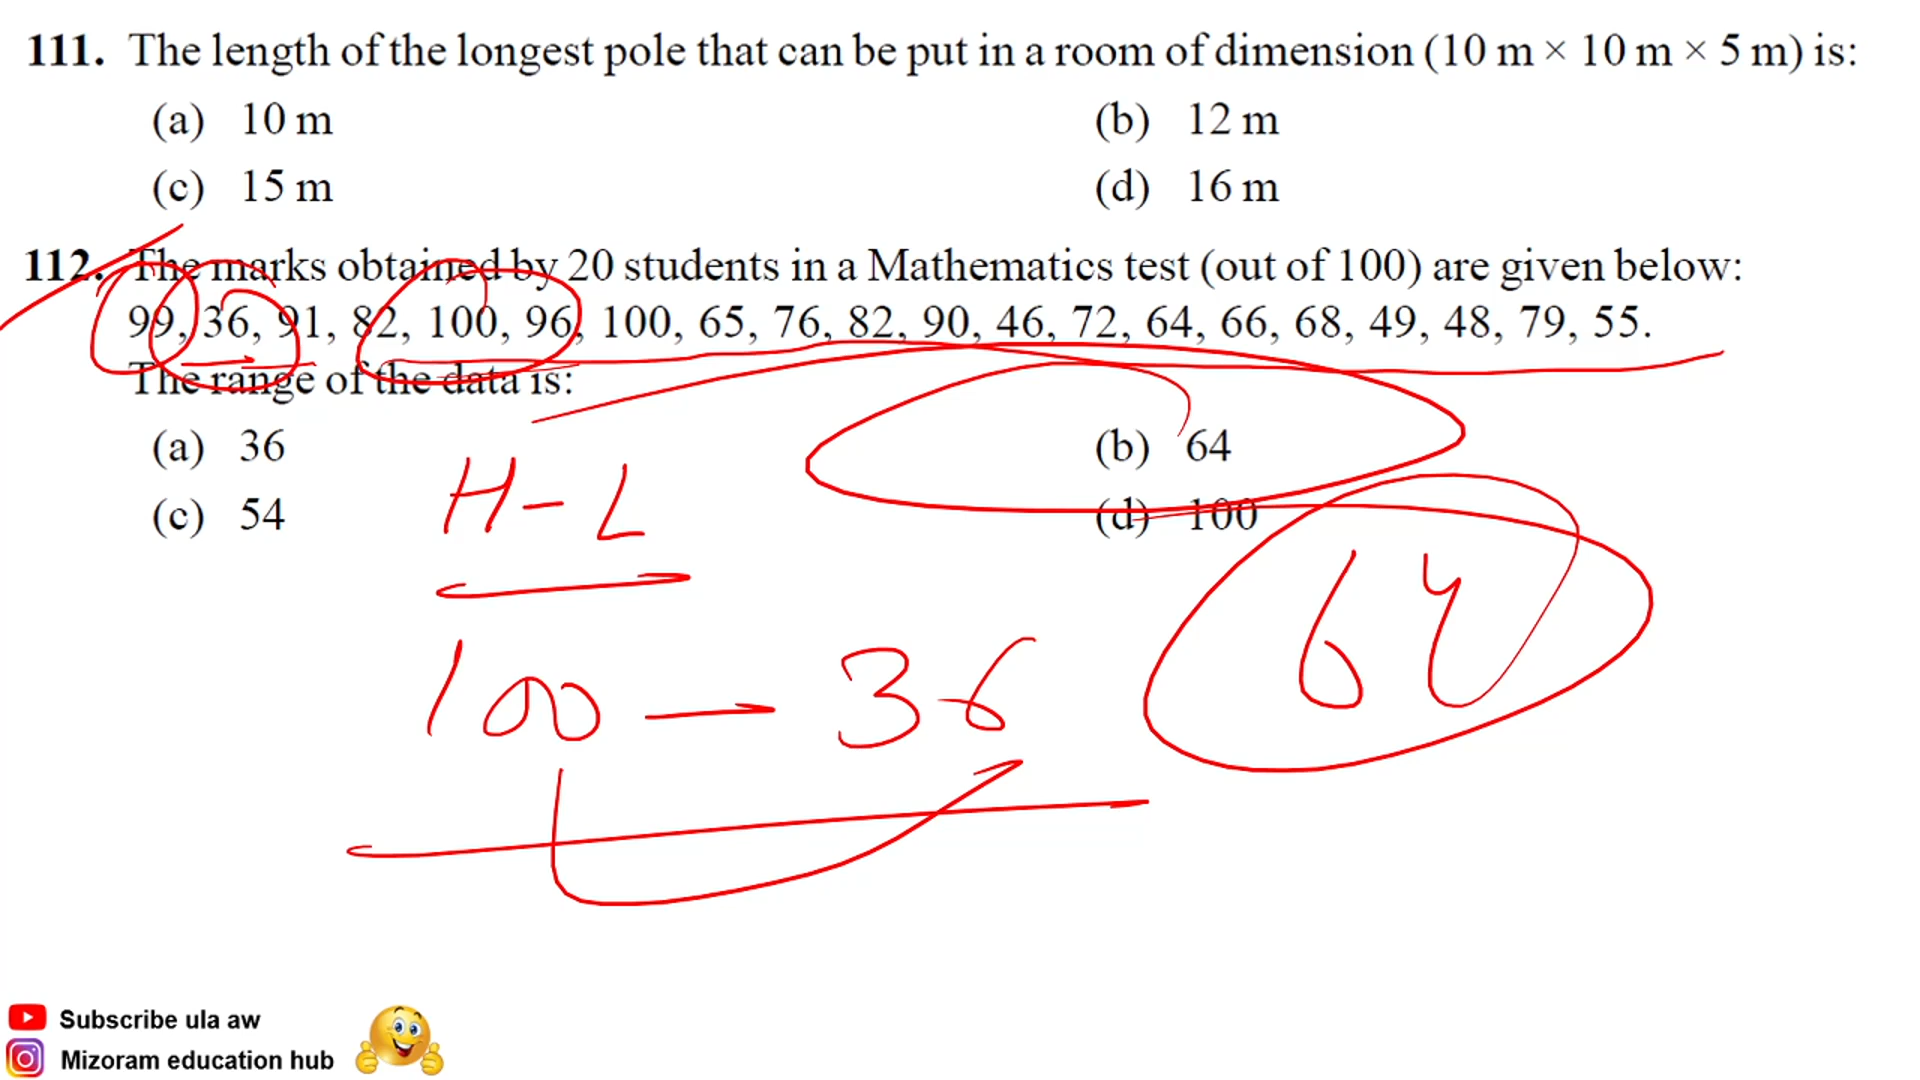 111. The length of the longest pole that can be put in a room of dimension (10 m × 10 m × 5 m) is:
(a) 10 m (b) 12 m
(c) 15 m (d) 16 m
112. The marks obtained by 20 students in a Mathematics test (out of 100) are given below:
99, 36, 91, 82, 100, 96, 100, 65, 76, 82, 90, 46, 72, 64, 66, 68, 49, 48, 79, 55.
The range of the data is:
(a) 36 (b) 64
(c) 54 (d) 100
H - L
64
100 - 36
Subscribe ula aw
Mizoram education hub